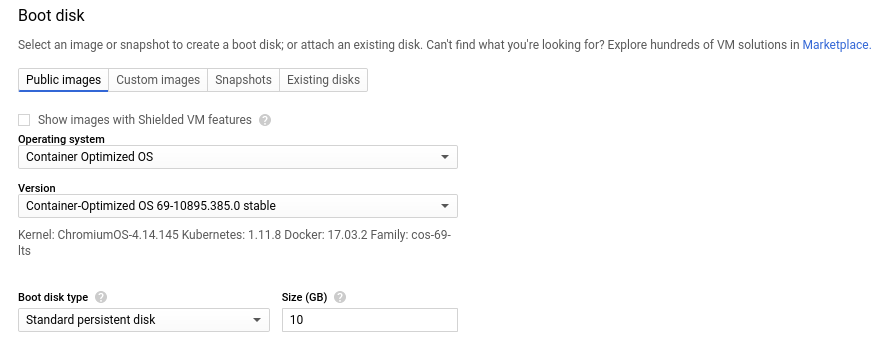 Boot disk
Select an image or snapshot to create a boot disk; or attach an existing disk. Can't find what you're looking for? Explore hundreds of VM solutions in Marketplace.
Public images Custom images Snapshots Existing disks
Show images with Shielded VM features ?
Operating system
Container Optimized OS
Version
Container-Optimized OS 69-10895.385.0 stable
Kernel: ChromiumOS-4.14.145 Kubernetes: 1.11.8 Docker: 17.03.2 Family: cos-69-
lts
Boot disk type ? Size (GB) ?
Standard persistent disk 10